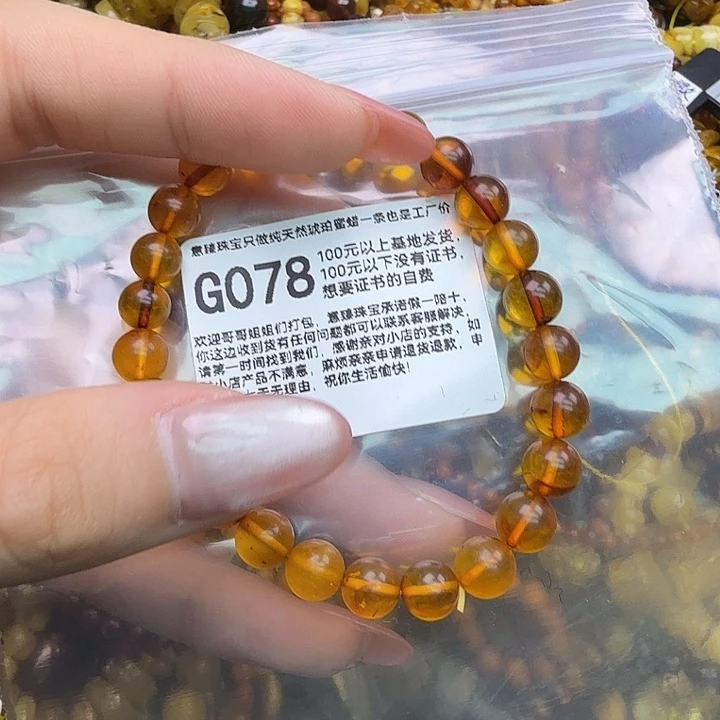 意臻珠宝只做纯天然琥珀蜜蜡一条也是工厂价
G078
100元以上基地发货,
100元以下没有证书,
想要证书的自费
欢迎哥哥姐姐们打包, 意臻珠宝承诺假一陪十,
你这边收到货有任何问题都可以联系客服解决,
请第一时间找到我们, 感谢亲对小店的支持, 如
小店产品不满意, 麻烦亲亲申请退货退款, 申
天无理由, 祝你生活愉快!